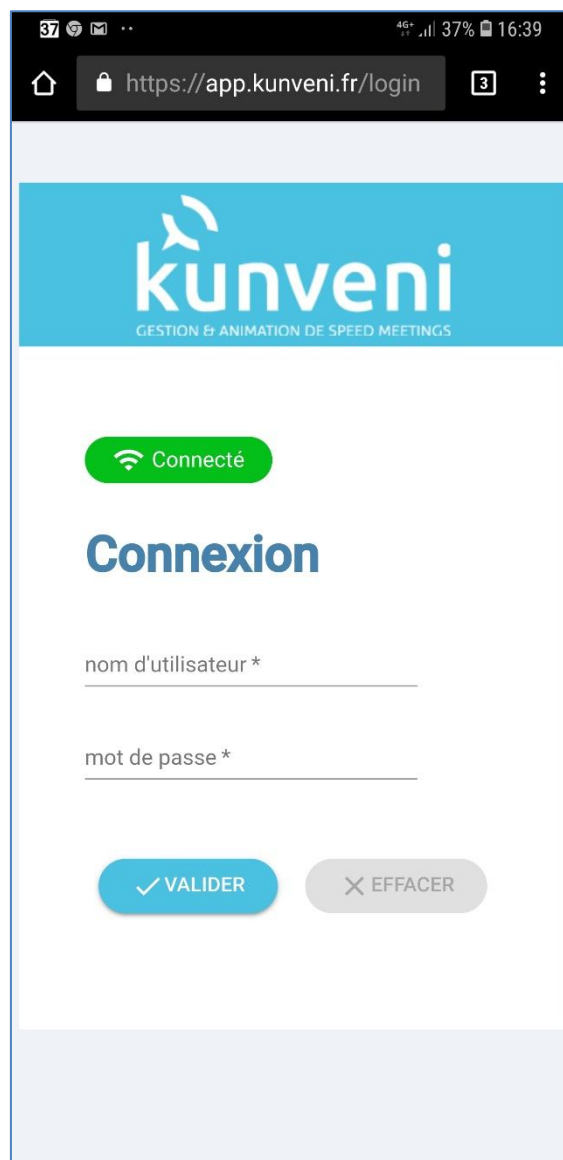 37 4G+ 37% 16:39
https://app.kunveni.fr/login 3
kunveni
GESTION & ANIMATION DE SPEED MEETINGS
Connecté
Connexion
nom d'utilisateur *
mot de passe *
VALIDER EFFACER